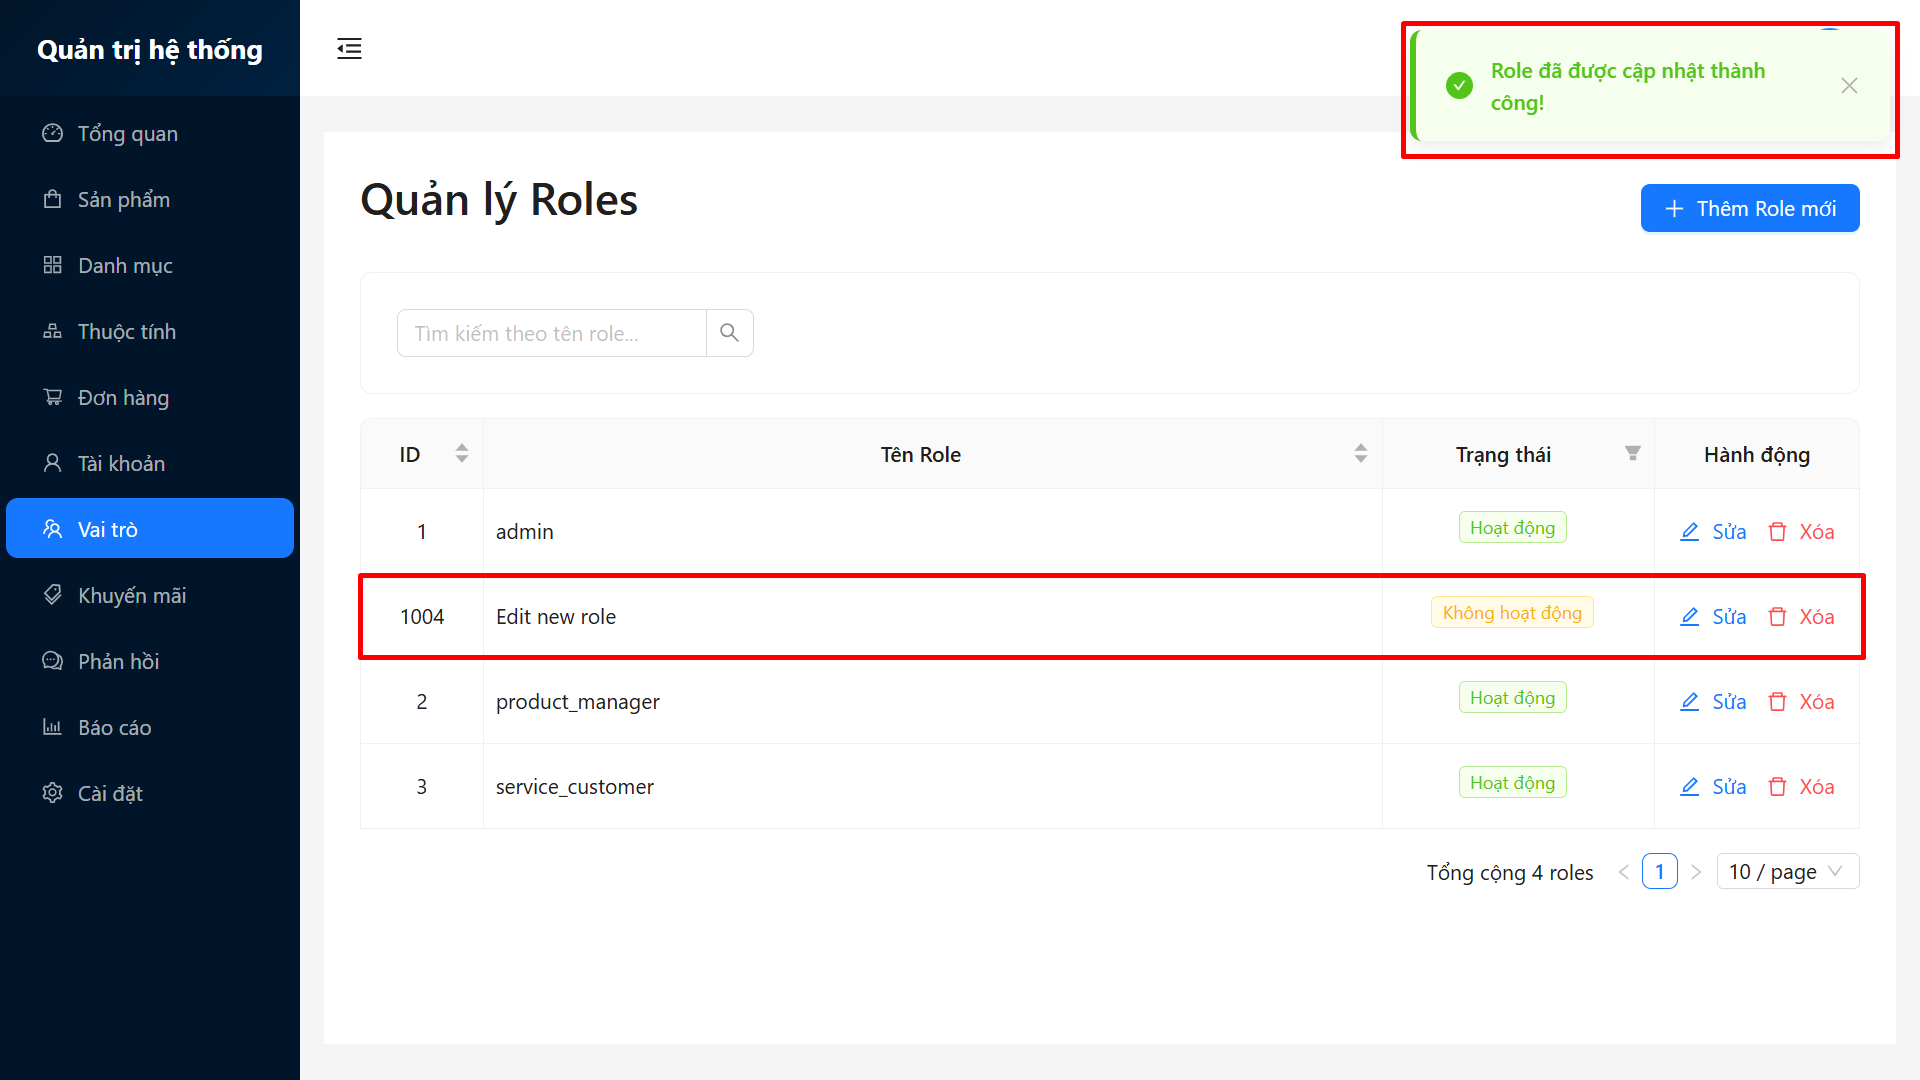 Quản trị hệ thống
Tổng quan
Sản phẩm
Danh mục
Thuộc tính
Đơn hàng
Tài khoản
Vai trò
Khuyến mãi
Phản hồi
Báo cáo
Cài đặt
Role đã được cập nhật thành
công!
Quản lý Roles
Thêm Role mới
Tìm kiếm theo tên role...
ID Tên Role Trạng thái Hành động
1 admin Hoạt động Sửa Xóa
1004 Edit new role Không hoạt động Sửa Xóa
2 product_manager Hoạt động Sửa Xóa
3 service_customer Hoạt động Sửa Xóa
Tổng cộng 4 roles 1 10 / page